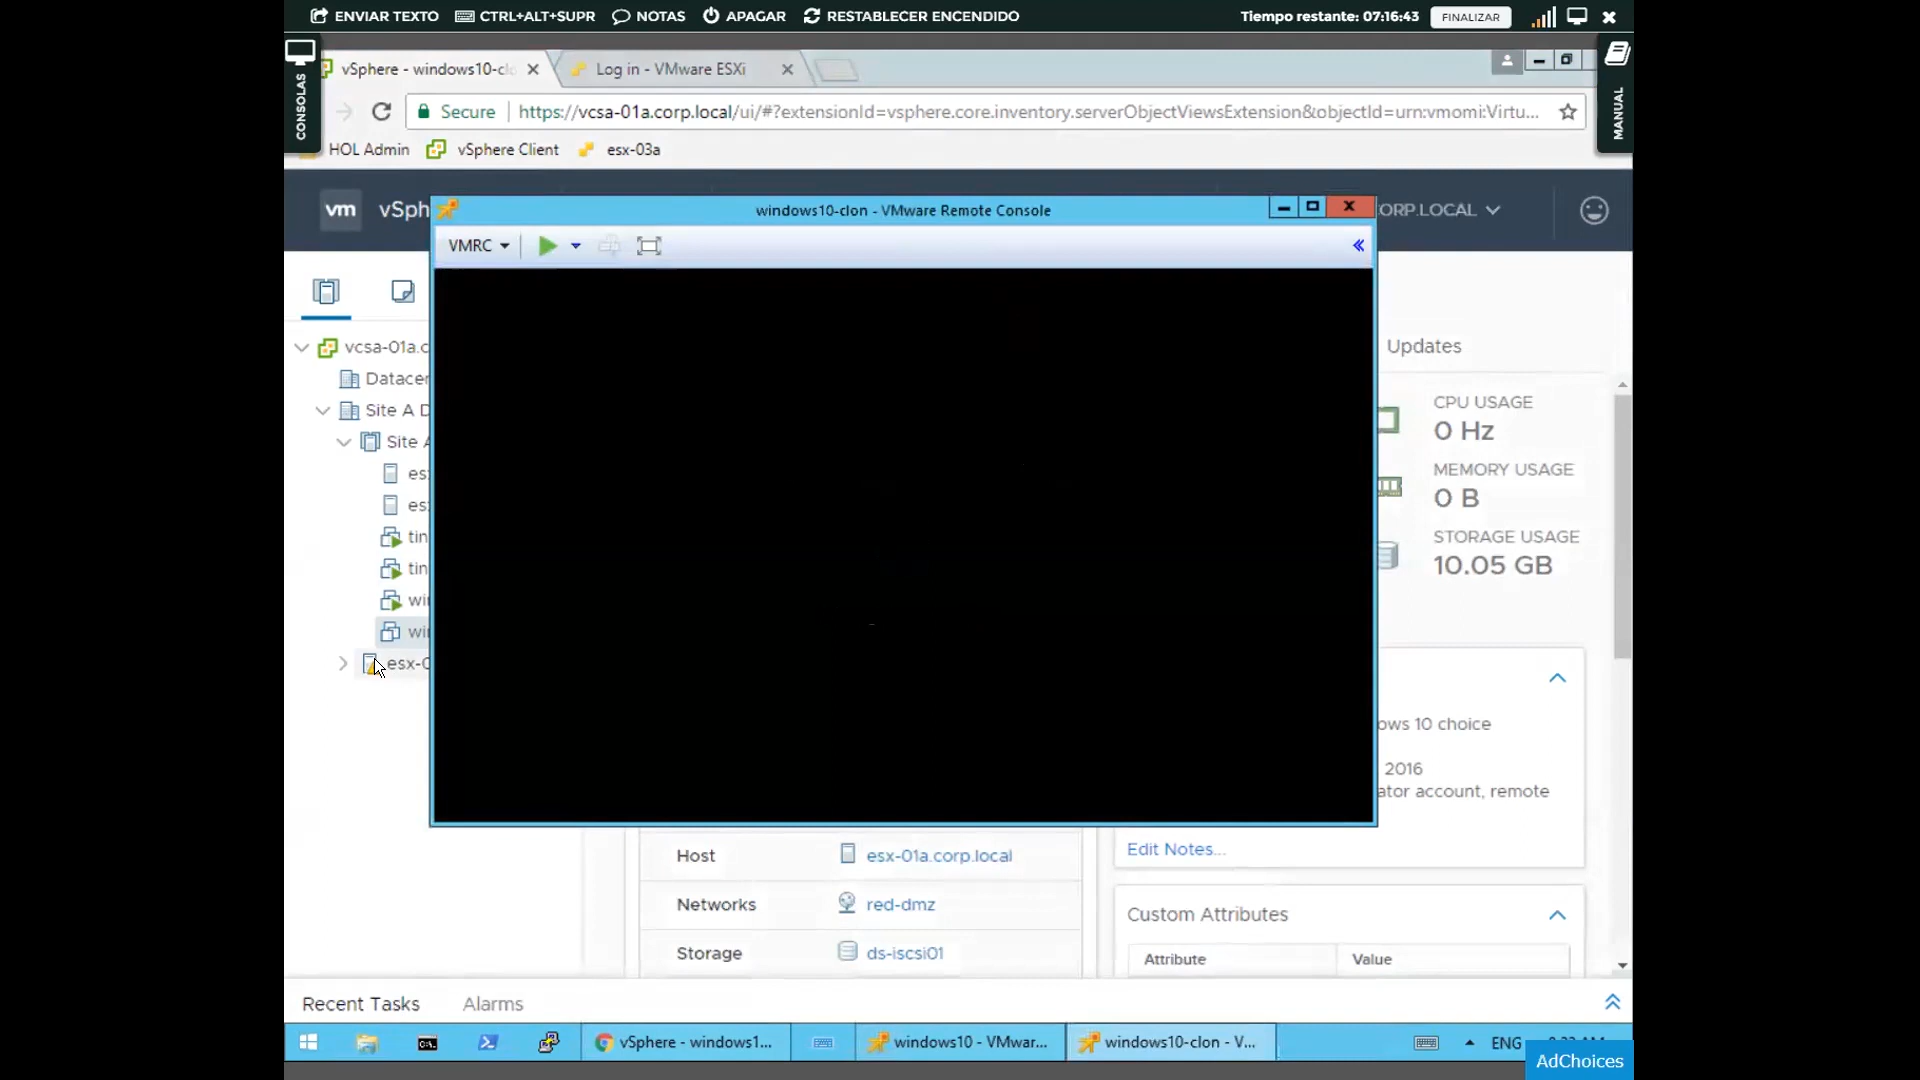 ENVIAR TEXTO CTRL+ALT+SUPR NOTAS APAGAR RESTABLECER ENCENDIDO Tiempo restante: 07:16:43 FINALIZAR
CONSOLAS
MANUAL
vSphere - windows10-clo Log in - VMware ESXi
Secure https://vcsa-01a.corp.local/ui/#?extensionId=vsphere.core.inventory.serverObjectViewsExtension&objectId=urn:vmomi:Virtu...
HOL Admin vSphere Client esx-03a
vm vSph
windows10-clon - VMware Remote Console
ORP.LOCAL
VMRC
vcsa-01a.c
Datacer
Site A D
Site A
es
es
tin
tin
wi
wi
esx-0
Updates
CPU USAGE
0 Hz
MEMORY USAGE
0 B
STORAGE USAGE
10.05 GB
ows 10 choice
2016
ator account, remote
Edit Notes...
Host esx-01a.corp.local
Networks red-dmz
Storage ds-iscsi01
Custom Attributes
Attribute Value
Recent Tasks Alarms
vSphere - windows1... windows10 - VMwar... windows10-clon - V... ENG
AdChoices